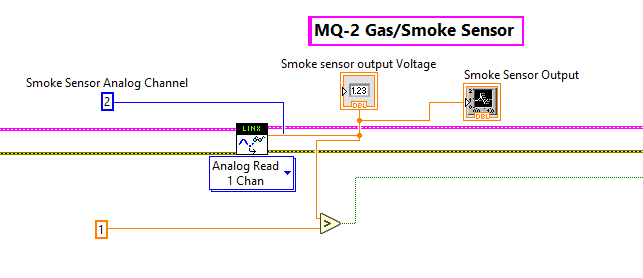 MQ-2 Gas/Smoke Sensor
Smoke sensor output Voltage
Smoke Sensor Output
Smoke Sensor Analog Channel
2
1.23
DBL
DBL
LINX
Analog Read
1 Chan
1
>